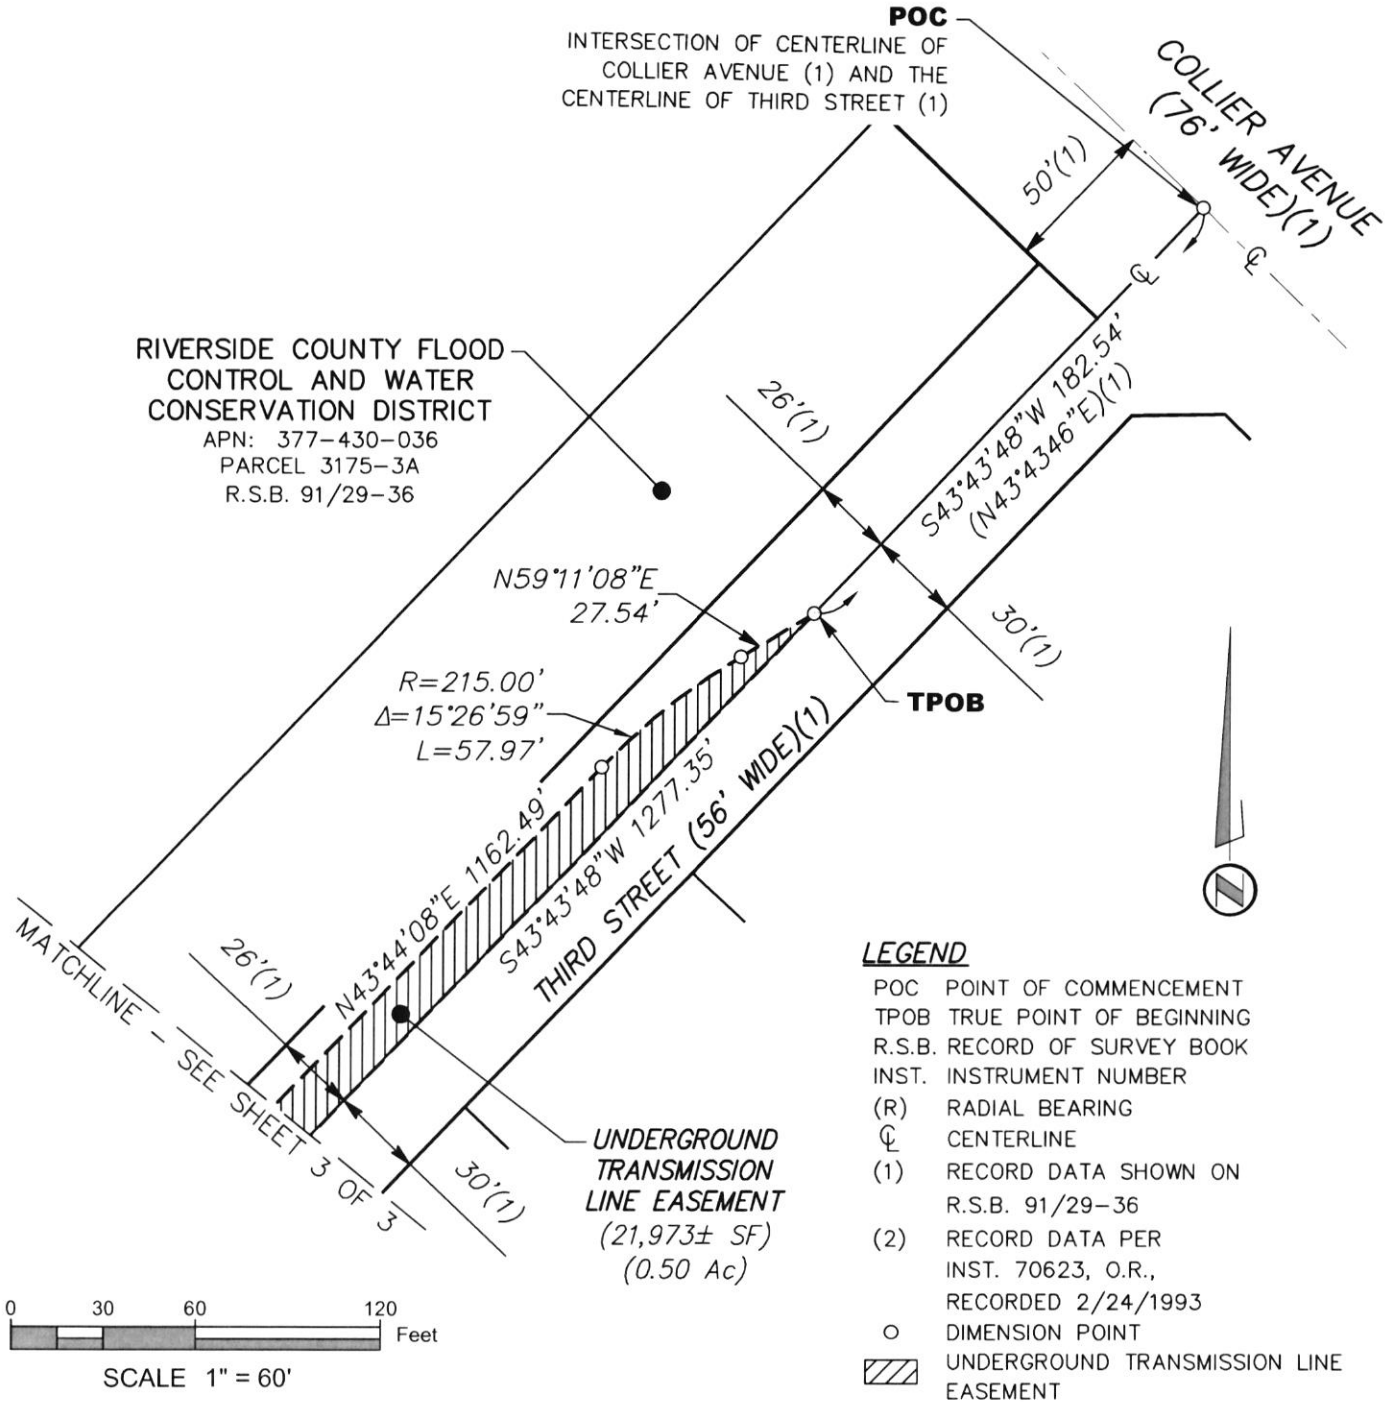 POC
INTERSECTION OF CENTERLINE OF
COLLIER AVENUE (1) AND THE
CENTERLINE OF THIRD STREET (1)
COLLIER AVENUE
(76' WIDE)(1)
50'(1)
℄
℄
RIVERSIDE COUNTY FLOOD
CONTROL AND WATER
CONSERVATION DISTRICT
APN: 377-430-036
PARCEL 3175-3A
R.S.B. 91/29-36
26'(1)
S43°43'48"W 182.54'
(N43°4346"E)(1)
N59°11'08"E
27.54'
30'(1)
R=215.00'
Δ=15°26'59"
L=57.97'
TPOB
N43°44'08"E 1162.49'
S43°43'48"W 1277.35'
THIRD STREET (56' WIDE)(1)
MATCHLINE - SEE SHEET 3 OF 3
26'(1)
30'(1)
UNDERGROUND
TRANSMISSION
LINE EASEMENT
(21,973± SF)
(0.50 Ac)
N
LEGEND
POC POINT OF COMMENCEMENT
TPOB TRUE POINT OF BEGINNING
R.S.B. RECORD OF SURVEY BOOK
INST. INSTRUMENT NUMBER
(R) RADIAL BEARING
℄ CENTERLINE
(1) RECORD DATA SHOWN ON
R.S.B. 91/29-36
(2) RECORD DATA PER
INST. 70623, O.R.,
RECORDED 2/24/1993
DIMENSION POINT
UNDERGROUND TRANSMISSION LINE
EASEMENT
0 30 60 120
Feet
SCALE 1" = 60'